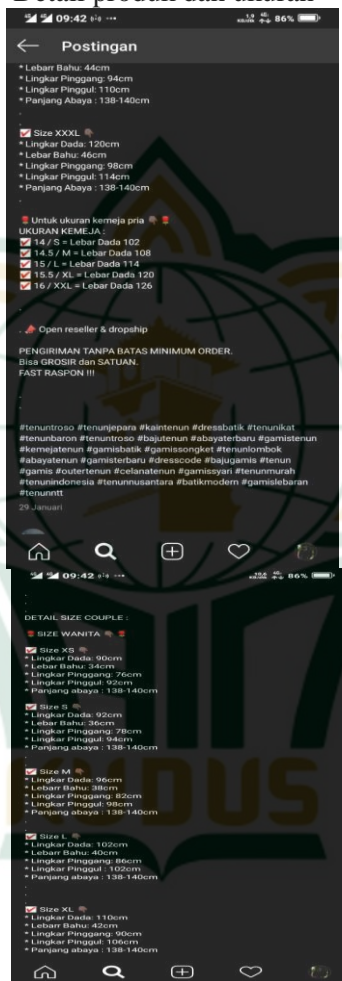 Detail produk dan ukuran
09:42
86%
Postingan
* Lebarr Bahu: 44cm
* Lingkar Pinggang: 94cm
* Lingkar Pinggul: 110cm
* Panjang Abaya : 138-140cm
.
.
✅ Size XXXL 👇🏾
* Lingkar Dada: 120cm
* Lebar Bahu: 46cm
* Lingkar Pinggang: 98cm
* Lingkar Pinggul: 114cm
* Panjang Abaya : 138-140cm
.
.
Untuk ukuran kemeja pria
UKURAN KEMEJA :
14 / S = Lebar Dada 102
14.5 / M = Lebar Dada 108
15 / L = Lebar Dada 114
15.5 / XL = Lebar Dada 120
16 / XXL = Lebar Dada 126
.
. Open reseller & dropship
PENGIRIMAN TANPA BATAS MINIMUM ORDER.
Bisa GROSIR dan SATUAN.
FAST RASPON !!!
.
.
#tenuntroso #tenunjepara #kaintenun #dressbatik #tenunikat
#tenunbaron #tenuntroso #bajutenun #abayaterbaru #gamistenun
#kemejatenun #gamisbatik #gamissongket #tenunlombok
#abayatenun #gamisterbaru #dresscode #bajugamis #tenun
#gamis #outertenun #celanatenun #gamissyari #tenunmurah
#tenunindonesia #tenunnusantara #batikmodern #gamislebaran
#tenunntt
29 Januari
09:42
86%
.
.
DETAIL SIZE COUPLE :
SIZE WANITA
Size XS
* Lingkar Dada: 90cm
* Lebar Bahu: 34cm
* Lingkar Pinggang: 76cm
* Lingkar Pinggul: 92cm
* Panjang abaya : 138-140cm
.
Size S
* Lingkar Dada: 92cm
* Lebar Bahu: 36cm
* Lingkar Pinggang: 78cm
* Lingkar Pinggul: 94cm
* Panjang abaya : 138-140cm
.
Size M
* Lingkar Dada: 96cm
* Lebarr Bahu: 38cm
* Lingkar Pinggang: 82cm
* Lingkar Pinggul: 98cm
* Panjang abaya : 138-140cm
.
.
Size L
* Lingkar Dada: 102cm
* Lebarr Bahu: 40cm
* Lingkar Pinggang: 86cm
* Lingkar Pinggul : 102cm
* Panjang abaya : 138-140cm
.
.
Size XL
* Lingkar Dada: 110cm
* Lebarr Bahu: 42cm
* Lingkar Pinggang: 90cm
* Lingkar Pinggul: 106cm
* Panjang abaya : 138-140cm